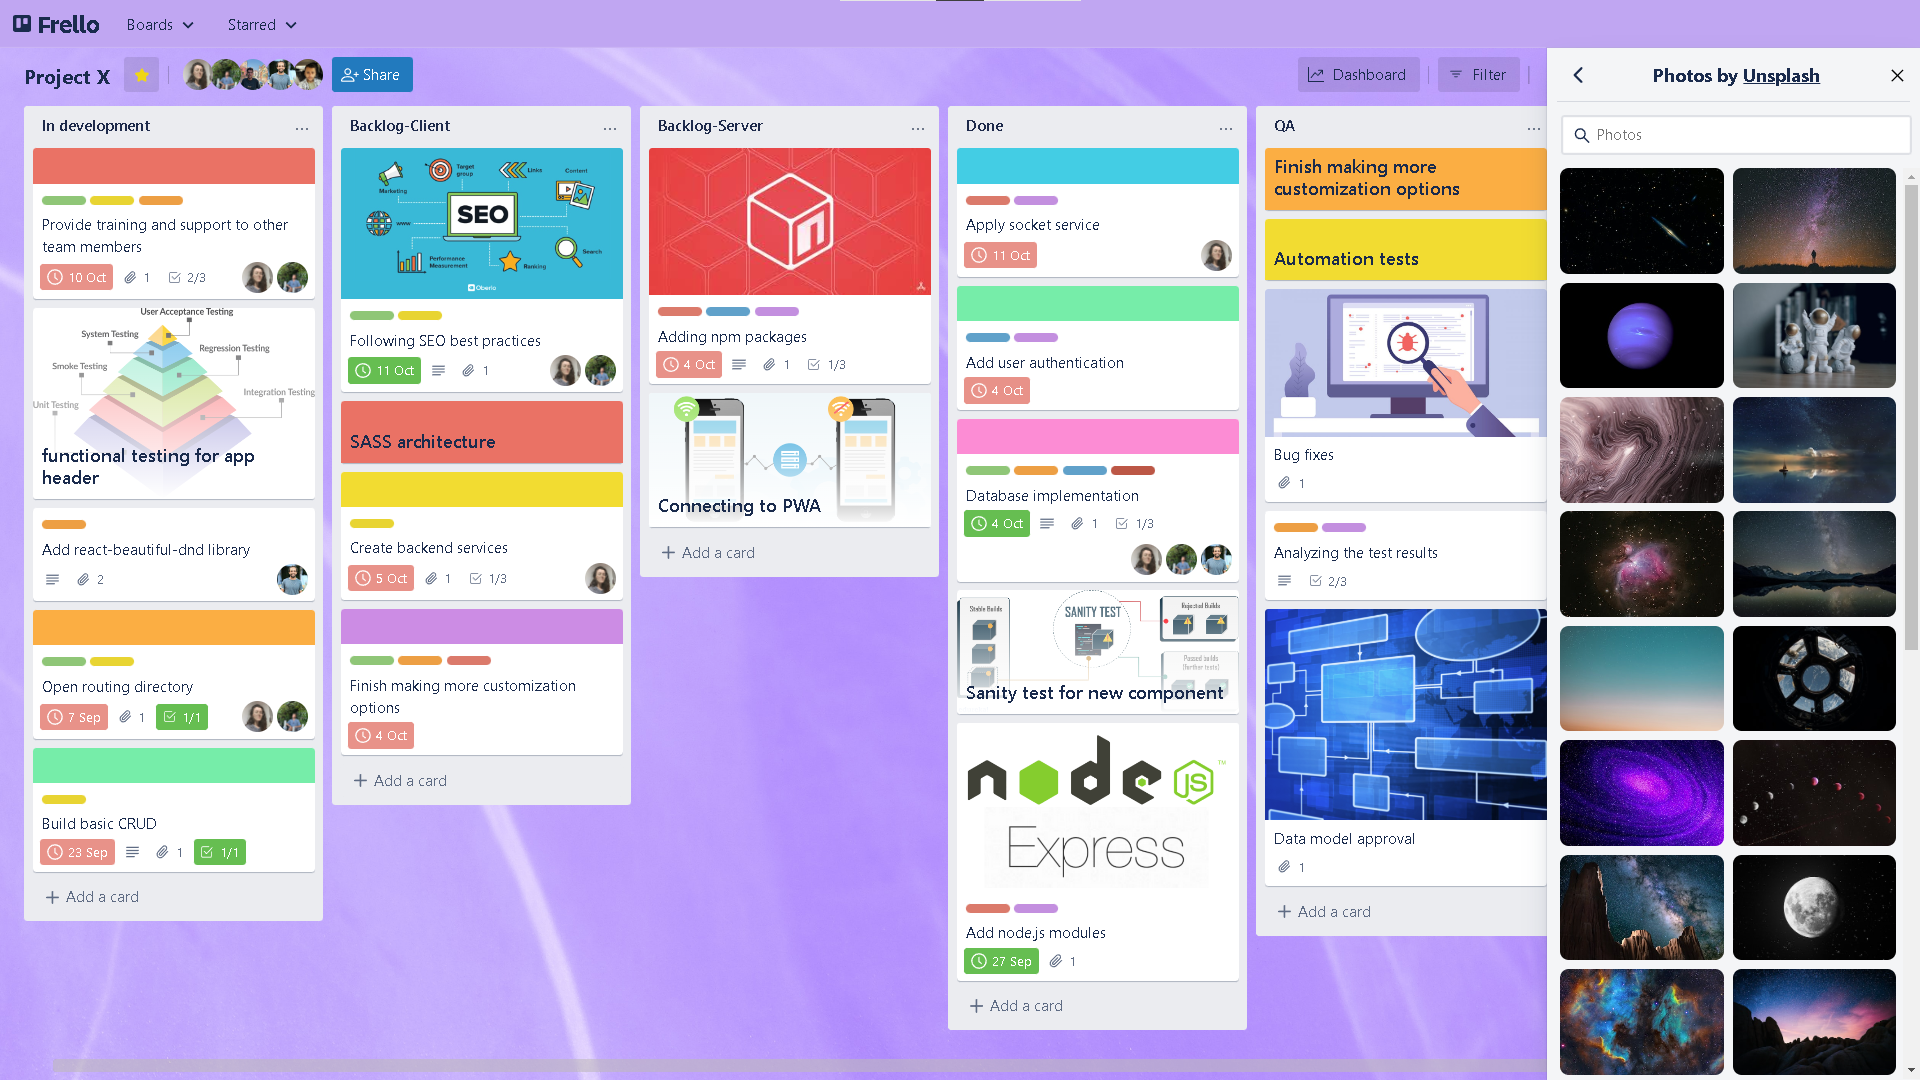 Frello
Boards
Starred
Project X
Share
Dashboard
Filter
Photos by Unsplash
Photos
In development
...
Provide training and support to other
team members
10 Oct
1
2/3
User Acceptance Testing
System Testing
Regression Testing
Smoke Testing
Integration Testing
Unit Testing
functional testing for app
header
Add react-beautiful-dnd library
2
Open routing directory
7 Sep
1
1/1
Build basic CRUD
23 Sep
1
1/1
Add a card
Backlog-Client
...
Marketing
Target
group
Links
Content
www
SEO
Performance
Measurement
Ranking
Search
Oberlo
Following SEO best practices
11 Oct
1
SASS architecture
Create backend services
5 Oct
1
1/3
Finish making more customization
options
4 Oct
Add a card
Backlog-Server
...
n
Adding npm packages
4 Oct
1
1/3
Connecting to PWA
Add a card
Done
...
Apply socket service
11 Oct
Add user authentication
4 Oct
Database implementation
4 Oct
1
1/3
Stable Builds
SANITY TEST
Rejected Builds
Passed builds
(further tests)
Sanity test for new component
node
JS
TM
Express
Add node.js modules
27 Sep
1
Add a card
QA
...
Finish making more
customization options
Automation tests
Bug fixes
1
Analyzing the test results
2/3
Data model approval
1
Add a card